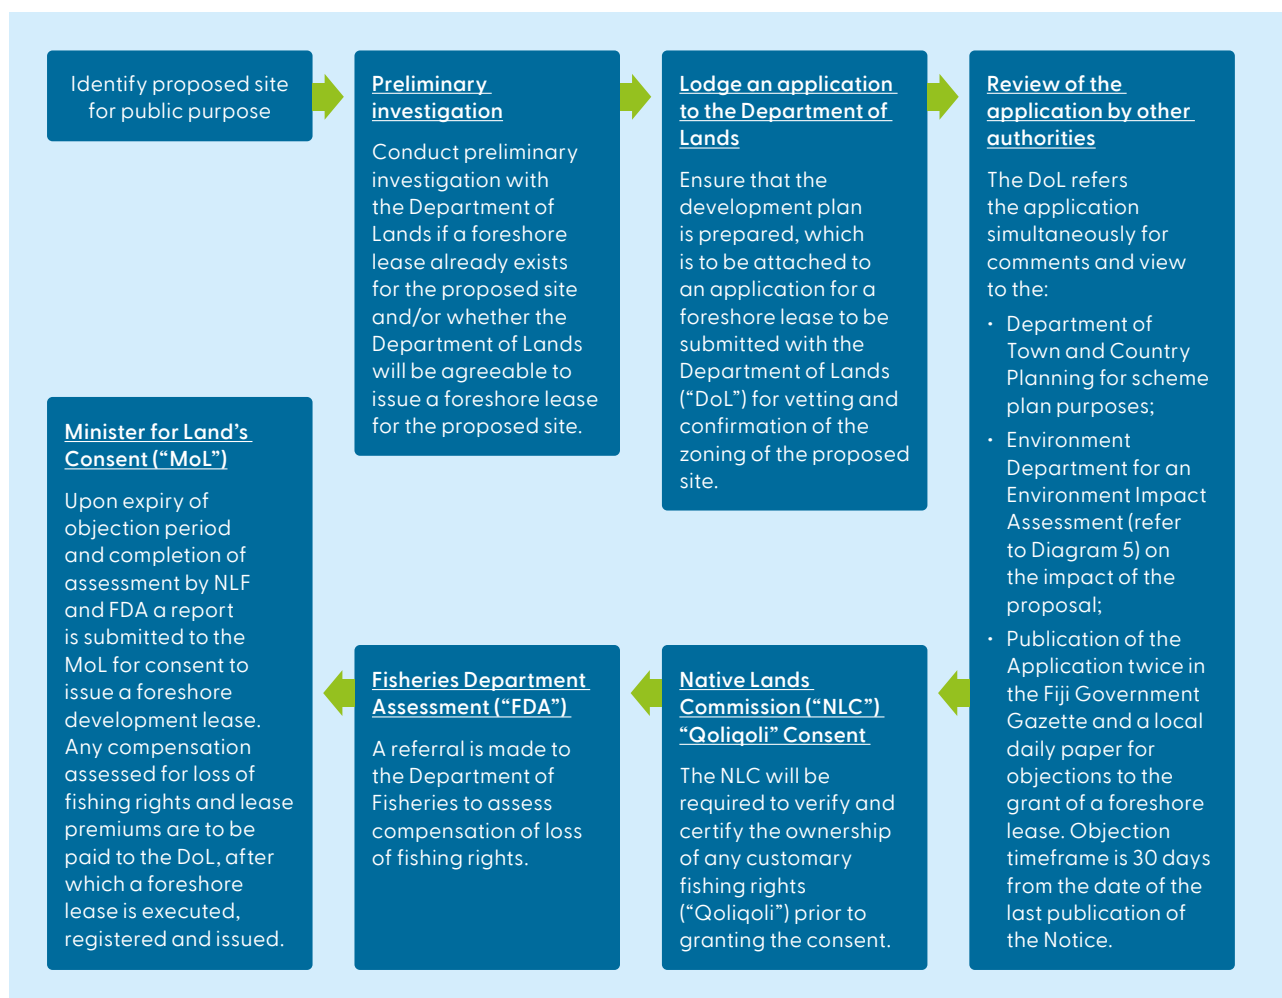 Identify proposed site
for public purpose
Preliminary
investigation
Conduct preliminary
investigation with
the Department of
Lands if a foreshore
lease already exists
for the proposed site
and/or whether the
Department of Lands
will be agreeable to
issue a foreshore lease
for the proposed site.
Lodge an application
to the Department of
Lands
Ensure that the
development plan
is prepared, which
is to be attached to
an application for a
foreshore lease to be
submitted with the
Department of Lands
(“DoL”) for vetting and
confirmation of the
zoning of the proposed
site.
Review of the
application by other
authorities
The DoL refers
the application
simultaneously for
comments and view
to the:
• Department of
Town and Country
Planning for scheme
plan purposes;
• Environment
Department for an
Environment Impact
Assessment (refer
to Diagram 5) on
the impact of the
proposal;
• Publication of the
Application twice in
the Fiji Government
Gazette and a local
daily paper for
objections to the
grant of a foreshore
lease. Objection
timeframe is 30 days
from the date of the
last publication of
the Notice.
Native Lands
Commission (“NLC”)
“Qoliqoli” Consent
The NLC will be
required to verify and
certify the ownership
of any customary
fishing rights
(“Qoliqoli”) prior to
granting the consent.
Fisheries Department
Assessment (“FDA”)
A referral is made to
the Department of
Fisheries to assess
compensation of loss
of fishing rights.
Minister for Land’s
Consent (“MoL”)
Upon expiry of
objection period
and completion of
assessment by NLF
and FDA a report
is submitted to the
MoL for consent to
issue a foreshore
development lease.
Any compensation
assessed for loss of
fishing rights and lease
premiums are to be
paid to the DoL, after
which a foreshore
lease is executed,
registered and issued.